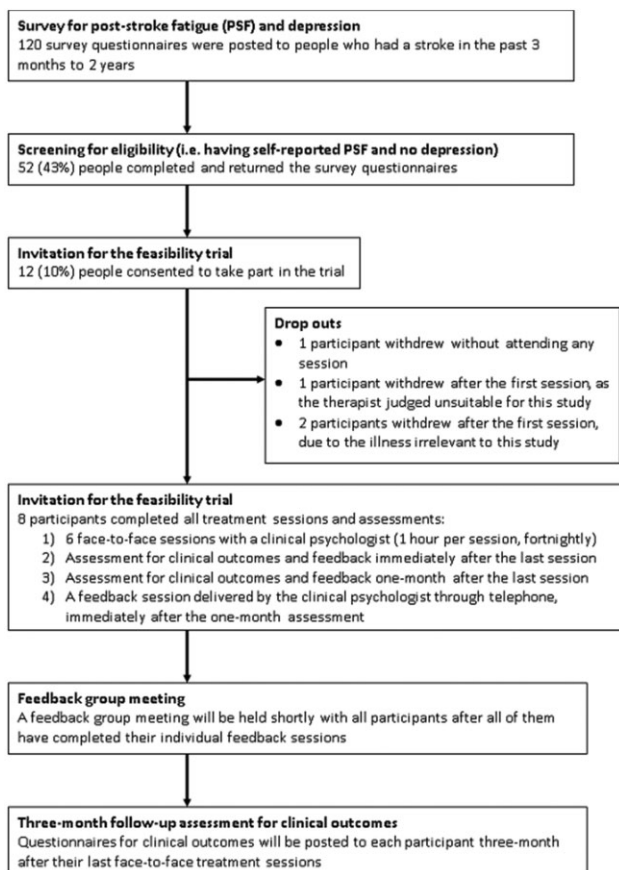 Survey for post-stroke fatigue (PSF) and depression
120 survey questionnaires were posted to people who had a stroke in the past 3
months to 2 years
Screening for eligibility (i.e. having self-reported PSF and no depression)
52 (43%) people completed and returned the survey questionnaires
Invitation for the feasibility trial
12 (10%) people consented to take part in the trial
Drop outs
• 1 participant withdrew without attending any
session
• 1 participant withdrew after the first session, as
the therapist judged unsuitable for this study
• 2 participants withdrew after the first session,
due to the illness irrelevant to this study
Invitation for the feasibility trial
8 participants completed all treatment sessions and assessments:
1) 6 face-to-face sessions with a clinical psychologist (1 hour per session, fortnightly)
2) Assessment for clinical outcomes and feedback immediately after the last session
3) Assessment for clinical outcomes and feedback one-month after the last session
4) A feedback session delivered by the clinical psychologist through telephone,
immediately after the one-month assessment
Feedback group meeting
A feedback group meeting will be held shortly with all participants after all of them
have completed their individual feedback sessions
Three-month follow-up assessment for clinical outcomes
Questionnaires for clinical outcomes will be posted to each participant three-month
after their last face-to-face treatment sessions